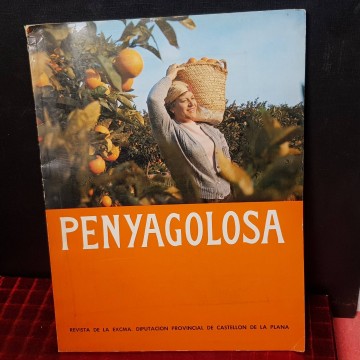 PENYAGOLOSA
REVISTA DE LA EXCMA. DIPUTACION PROVINCIAL DE CASTELLON DE LA PLANA